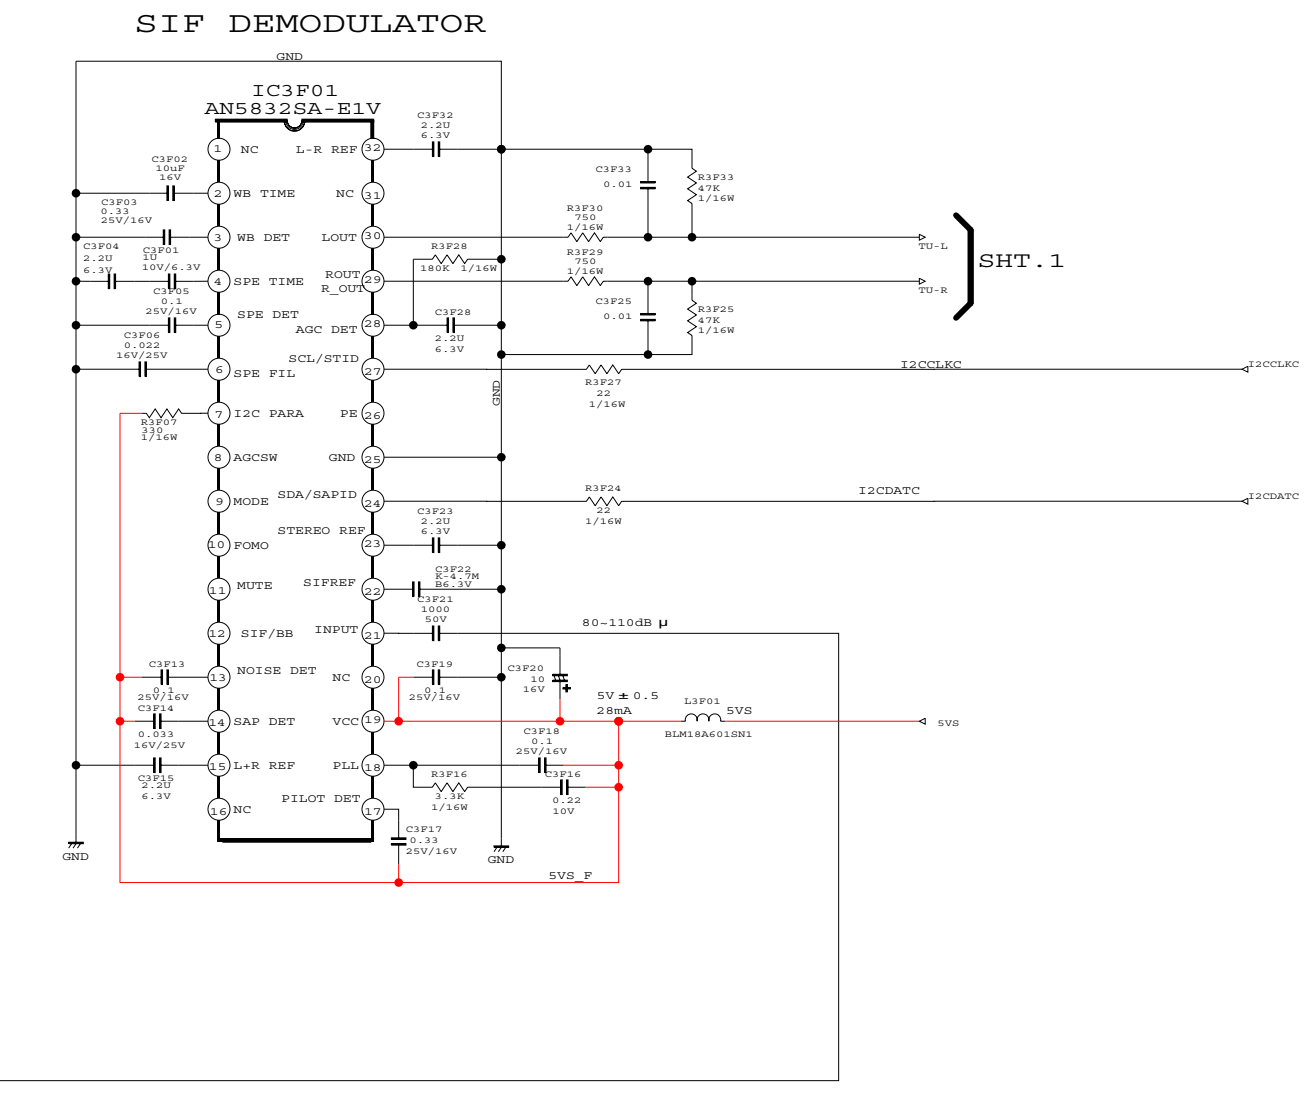 SIF DEMODULATOR
GND
IC3F01
AN5832SA-E1V
C3F32
2.2U
6.3V
1
NC
L-R REF
32
C3F02
10uF
16V
C3F33
0.01
R3F33
47K
1/16W
2
WB TIME
NC
31
C3F03
0.33
25V/16V
R3F30
750
1/16W
3
WB DET
LOUT
30
TU-L
C3F04
2.2U
6.3V
C3F01
1U
10V/6.3V
R3F28
180K 1/16W
R3F29
750
1/16W
SHT.1
4
SPE TIME
ROUT
R_OUT
29
TU-R
C3F05
0.1
25V/16V
C3F25
0.01
R3F25
47K
1/16W
5
SPE DET
AGC DET
28
C3F28
2.2U
6.3V
C3F06
0.022
16V/25V
6
SPE FIL
SCL/STID
27
R3F27
22
1/16W
I2CCLKC
I2CCLKC
GND
7
I2C PARA
PE
26
R3F07
330
1/16W
8
AGCSW
GND
25
9
MODE
SDA/SAPID
24
R3F24
22
1/16W
I2CDATC
I2CDATC
C3F23
2.2U
6.3V
10
FOMO
STEREO REF
23
C3F22
K-4.7M
B6.3V
11
MUTE
SIFREF
22
C3F21
1000
50V
12
SIF/BB
INPUT
21
80~110dB µ
C3F13
0.1
25V/16V
13
NOISE DET
NC
20
C3F19
0.1
25V/16V
C3F20
10
16V
+
C3F14
0.033
16V/25V
14
SAP DET
VCC
19
5V ± 0.5
28mA
L3F01
BLM18A601SN1
5VS
5VS
C3F18
0.1
25V/16V
15
L+R REF
PLL
18
C3F15
2.2U
6.3V
R3F16
3.3K
1/16W
C3F16
0.22
10V
16
NC
PILOT DET
17
C3F17
0.33
25V/16V
GND
GND
5VS_F